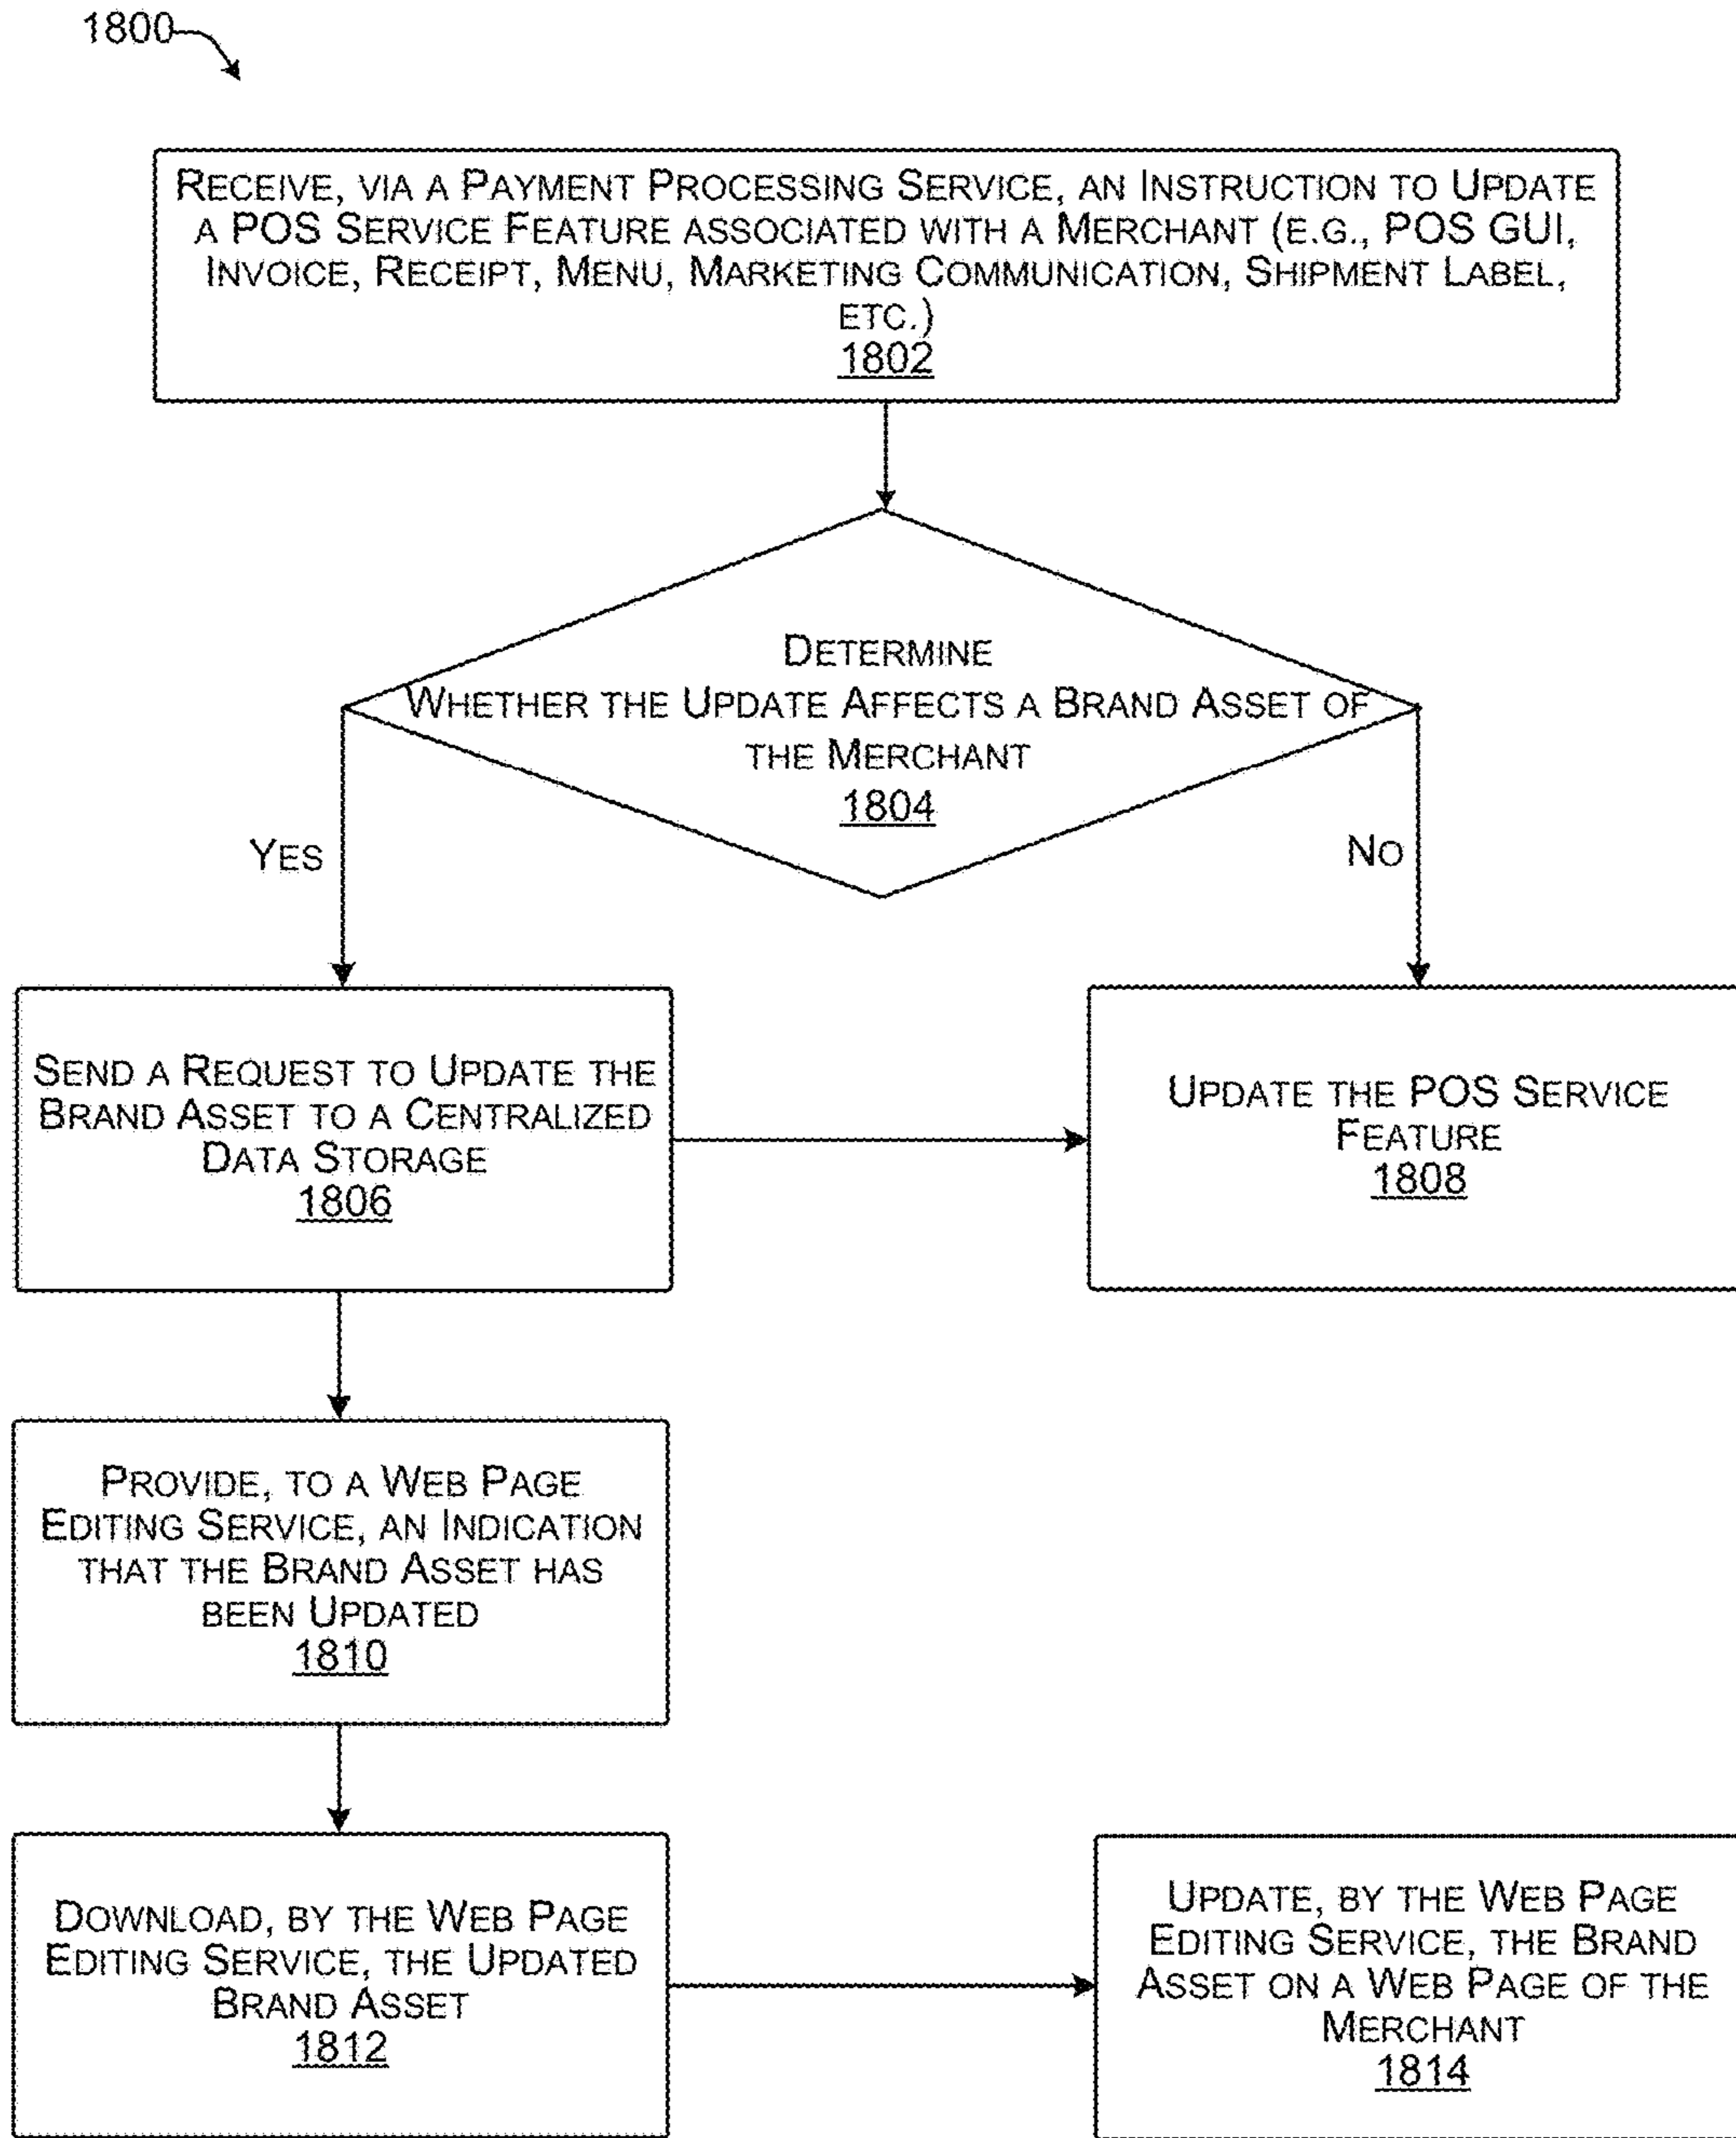 1800
RECEIVE, VIA A PAYMENT PROCESSING SERVICE, AN INSTRUCTION TO UPDATE
A POS SERVICE FEATURE ASSOCIATED WITH A MERCHANT (E.G., POS GUI,
INVOICE, RECEIPT, MENU, MARKETING COMMUNICATION, SHIPMENT LABEL,
ETC.)
1802
DETERMINE
WHETHER THE UPDATE AFFECTS A BRAND ASSET OF
THE MERCHANT
1804
YES
NO
SEND A REQUEST TO UPDATE THE
BRAND ASSET TO A CENTRALIZED
DATA STORAGE
1806
UPDATE THE POS SERVICE
FEATURE
1808
PROVIDE, TO A WEB PAGE
EDITING SERVICE, AN INDICATION
THAT THE BRAND ASSET HAS
BEEN UPDATED
1810
DOWNLOAD, BY THE WEB PAGE
EDITING SERVICE, THE UPDATED
BRAND ASSET
1812
UPDATE, BY THE WEB PAGE
EDITING SERVICE, THE BRAND
ASSET ON A WEB PAGE OF THE
MERCHANT
1814